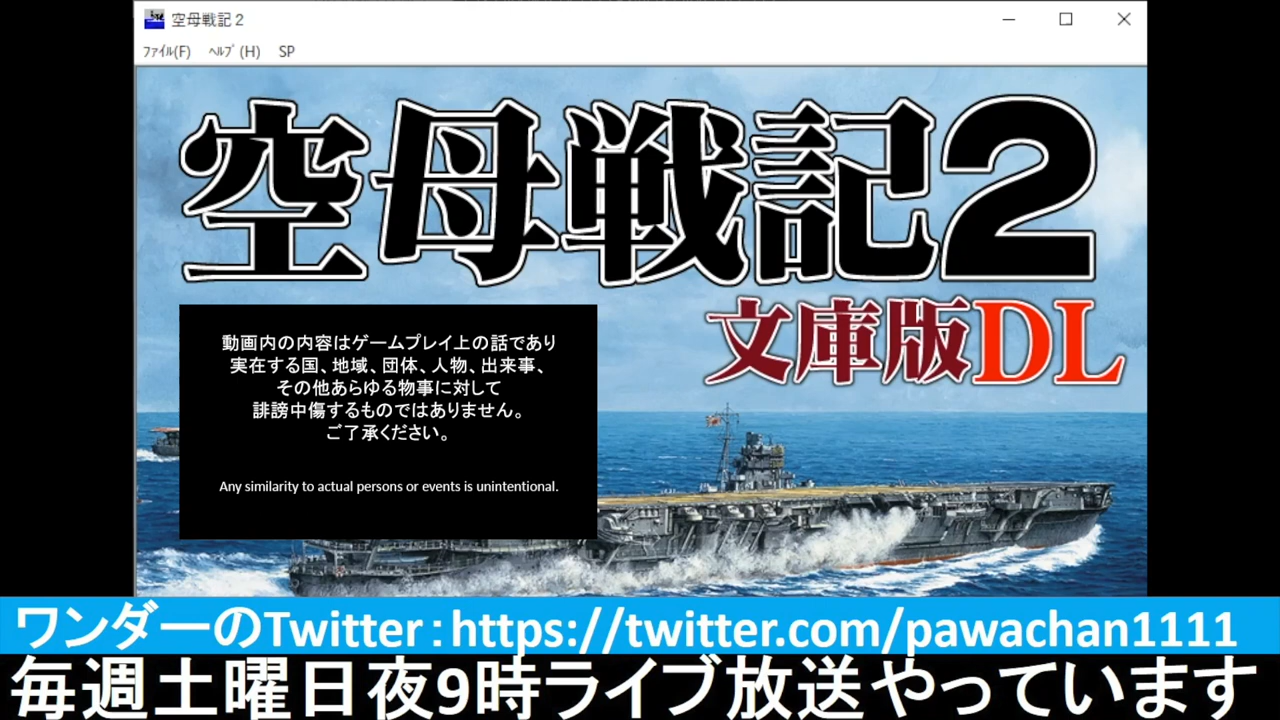 空母戦記２
ﾌｧｲﾙ(F) ﾍﾙﾌﾟ(H) SP
空母戦記2
文庫版DL
動画内の内容はゲームプレイ上の話であり
実在する国、地域、団体、人物、出来事、
その他あらゆる物事に対して
誹謗中傷するものではありません。
ご了承ください。
Any similarity to actual persons or events is unintentional.
ワンダーのTwitter：https://twitter.com/pawachan1111
毎週土曜日夜9時ライブ放送やっています